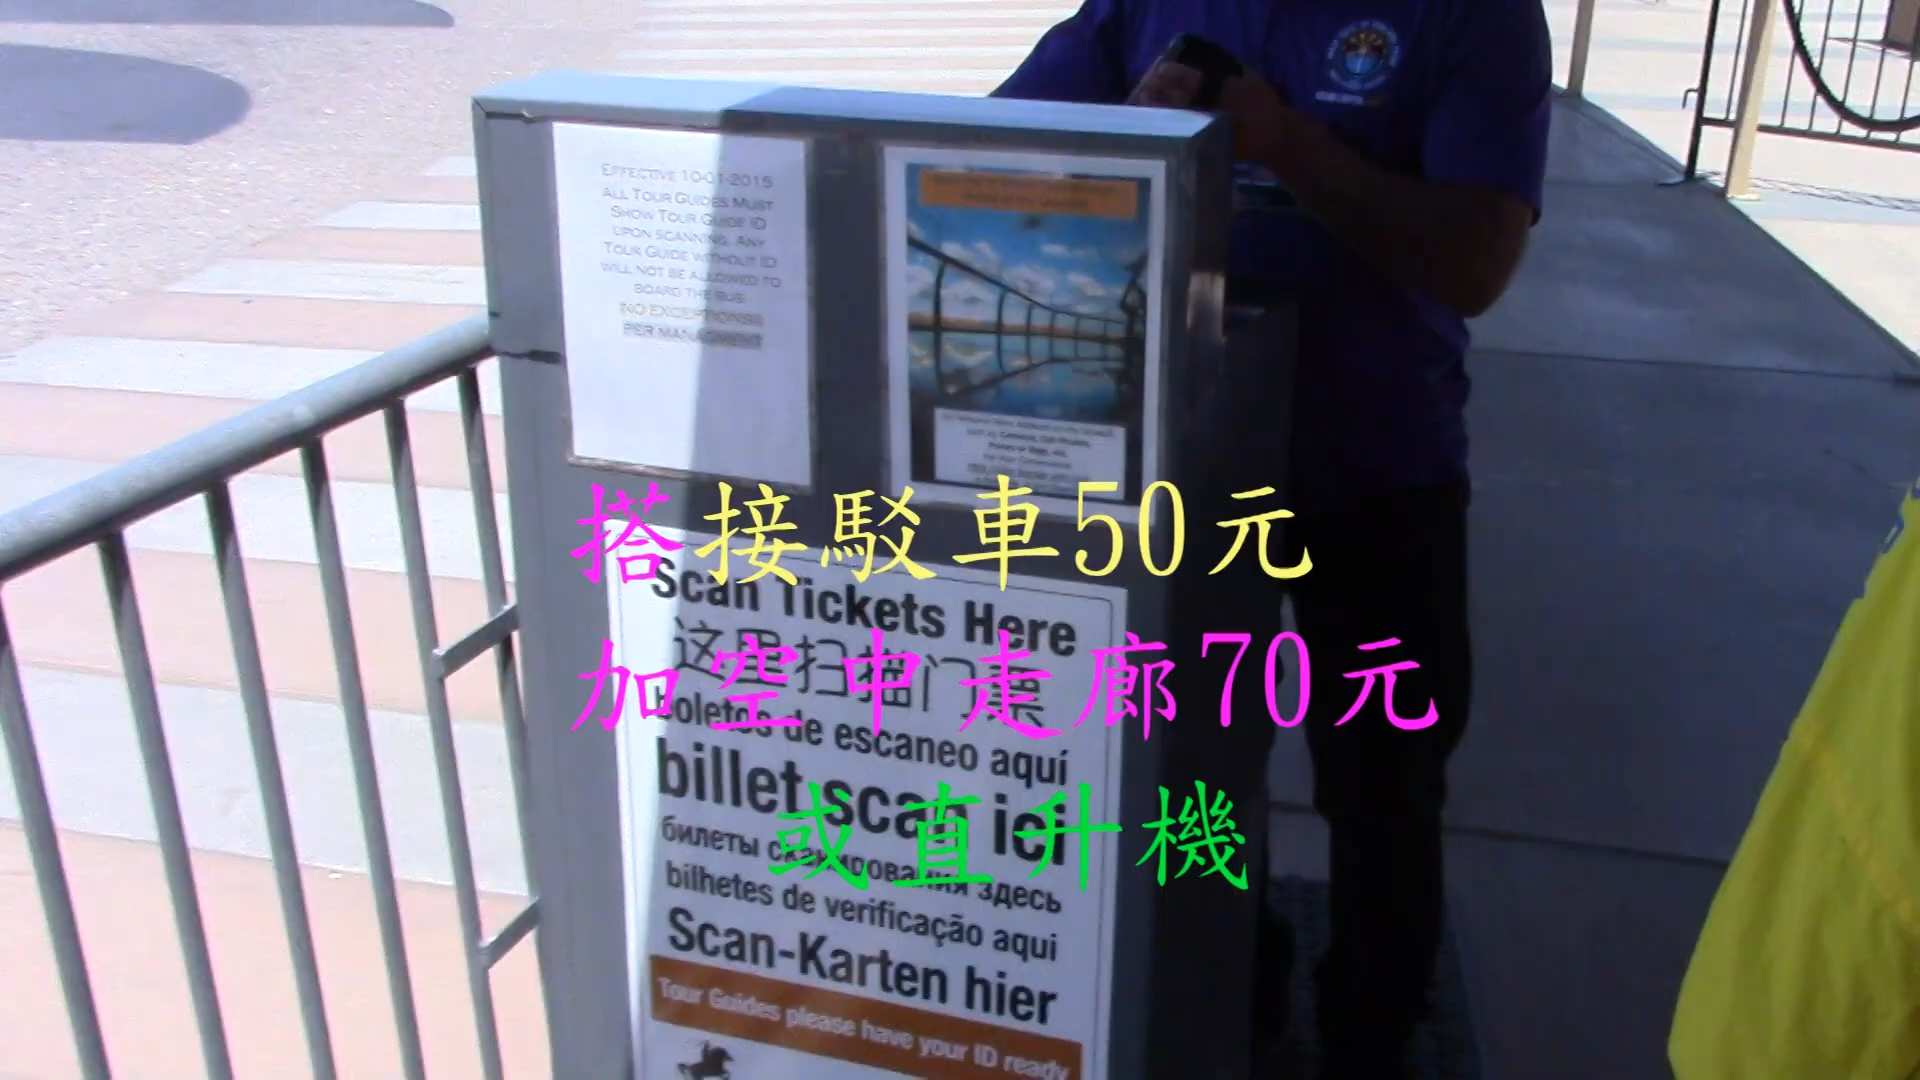 EFFECTIVE 10-01-2015
ALL TOUR GUIDES MUST
SHOW TOUR GUIDE ID
UPON SCANNING. ANY
TOUR GUIDE WITHOUT ID
WILL NOT BE ALLOWED TO
BOARD THE BUS.
NO EXCEPTIONS
PER MANAGMENT
搭接駁車50元
Scan Tickets Here
这里扫描门票
加空中走廊70元
boletos de escaneo aquí
billet scan ici
或直升機
билеты сканирования здесь
bilhetes de verificação aqui
Scan-Karten hier
Tour Guides please have your ID ready